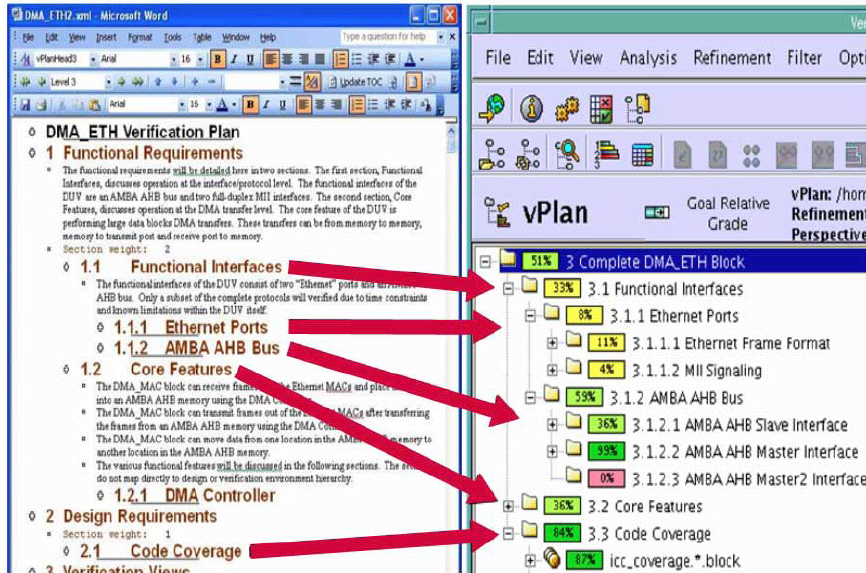 DMA_ETH2.xml - Microsoft Word
File Edit View Insert Format Tools Table Window Help Type a question for help
vPlanHead3 Arial 16 B I U
Level 3 Update TOC
Arial 16 A B I U
DMA_ETH Verification Plan
1 Functional Requirements
The functional requirements will be detailed here in two sections. The first section, Functional
Interfaces, discusses operation at the interface/protocol level. The functional interfaces of the
DUV are an AMBA AHB bus and two full-duplex MII interfaces. The second section, Core
Features, discusses operation at the DMA transfer level. The core feature of the DUV is
performing large data blocks DMA transfers. These transfers can be from memory to memory,
memory to transmit port and receive port to memory.
Section weight: 2
1.1 Functional Interfaces
The functional interfaces of the DUV consist of two "Ethernet" ports and an
AHB bus. Only a subset of the complete protocols will verified due to time constraints
and known limitations within the DUV itself.
1.1.1 Ethernet Ports
1.1.2 AMBA AHB Bus
1.2 Core Features
The DMA_MAC block can receive frames Ethernet MACs and place
into an AMBA AHB memory using the DMA
The DMA_MAC block can transmit frames out of the MACs after transferring
the frames from an AMBA AHB memory using the DMA
The DMA_MAC block can move data from one location in the AMBA memory to
another location in the AMBA AHB memory.
The various functional features will be discussed in the following sections. The
do not map directly to design or verification environment hierarchy.
1.2.1 DMA Controller
2 Design Requirements
Section weight: 1
2.1 Code Coverage
3 Verification Views
File Edit View Analysis Refinement Filter Opti
vPlan
Goal Relative
Grade
vPlan: /hom
Refinement
Perspective
51% 3 Complete DMA_ETH Block
33% 3.1 Functional Interfaces
8% 3.1.1 Ethernet Ports
11% 3.1.1.1 Ethernet Frame Format
4% 3.1.1.2 MII Signaling
59% 3.1.2 AMBA AHB Bus
36% 3.1.2.1 AMBA AHB Slave Interface
99% 3.1.2.2 AMBA AHB Master Interface
0% 3.1.2.3 AMBA AHB Master2 Interface
36% 3.2 Core Features
84% 3.3 Code Coverage
87% icc_coverage.*.block